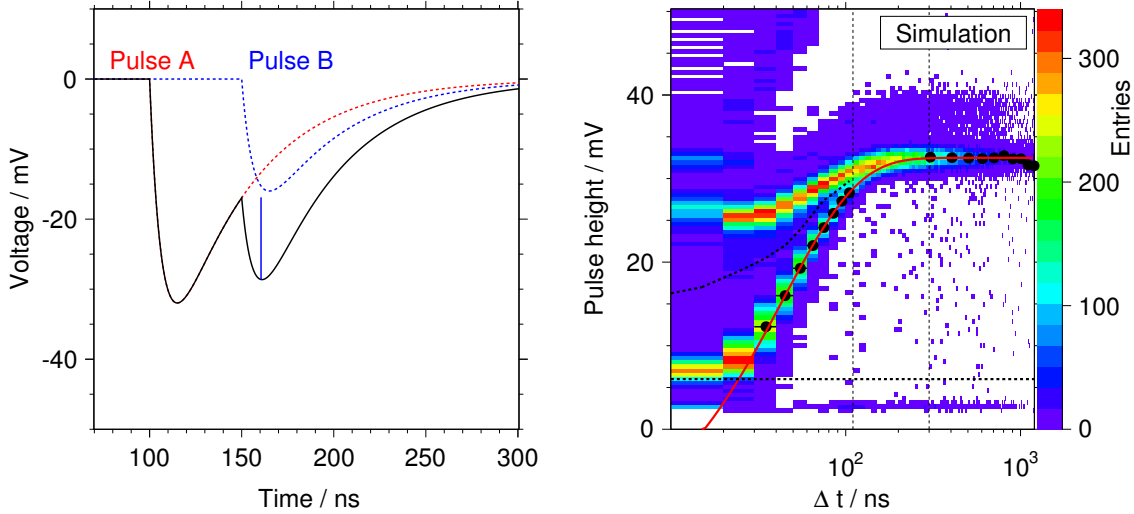 Pulse A
Pulse B
Voltage / mV
0
-20
-40
100
150
200
250
300
Time / ns
Simulation
Pulse height / mV
40
20
0
10²
10³
Δ t / ns
Entries
300
200
100
0